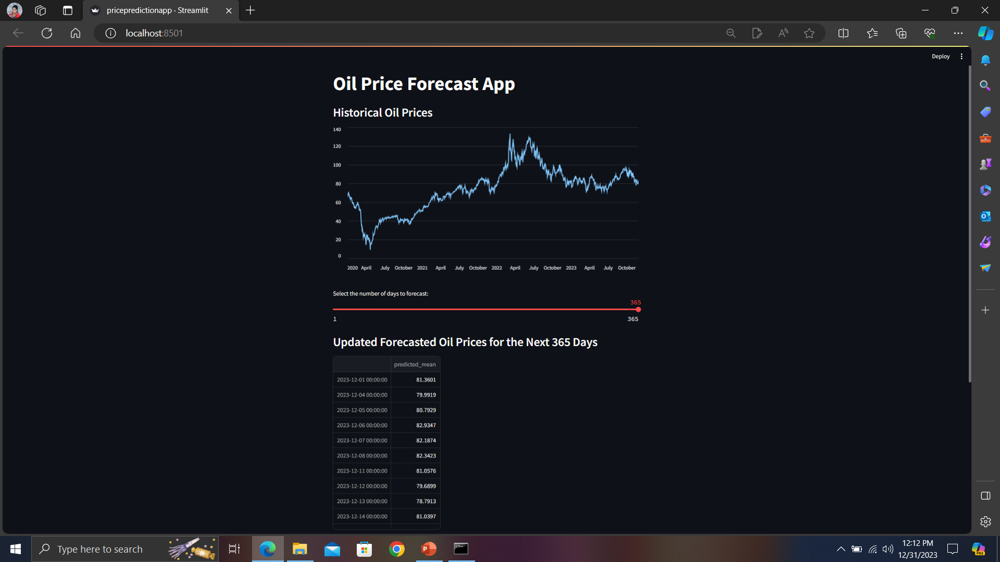 pricepredictionapp · Streamlit
localhost:8501
Deploy
Oil Price Forecast App
Historical Oil Prices
140
120
100
80
60
40
20
0
2020 April July October 2021 April July October 2022 April July October 2023 April July October
Select the number of days to forecast:
365
1 365
Updated Forecasted Oil Prices for the Next 365 Days
predicted_mean
2023-12-01 00:00:00 81.3601
2023-12-04 00:00:00 79.9919
2023-12-05 00:00:00 80.7929
2023-12-06 00:00:00 82.9347
2023-12-07 00:00:00 82.1874
2023-12-08 00:00:00 82.3423
2023-12-11 00:00:00 81.0576
2023-12-12 00:00:00 79.6899
2023-12-13 00:00:00 78.7913
2023-12-14 00:00:00 81.0397
Type here to search
12:12 PM
12/31/2023
PRE